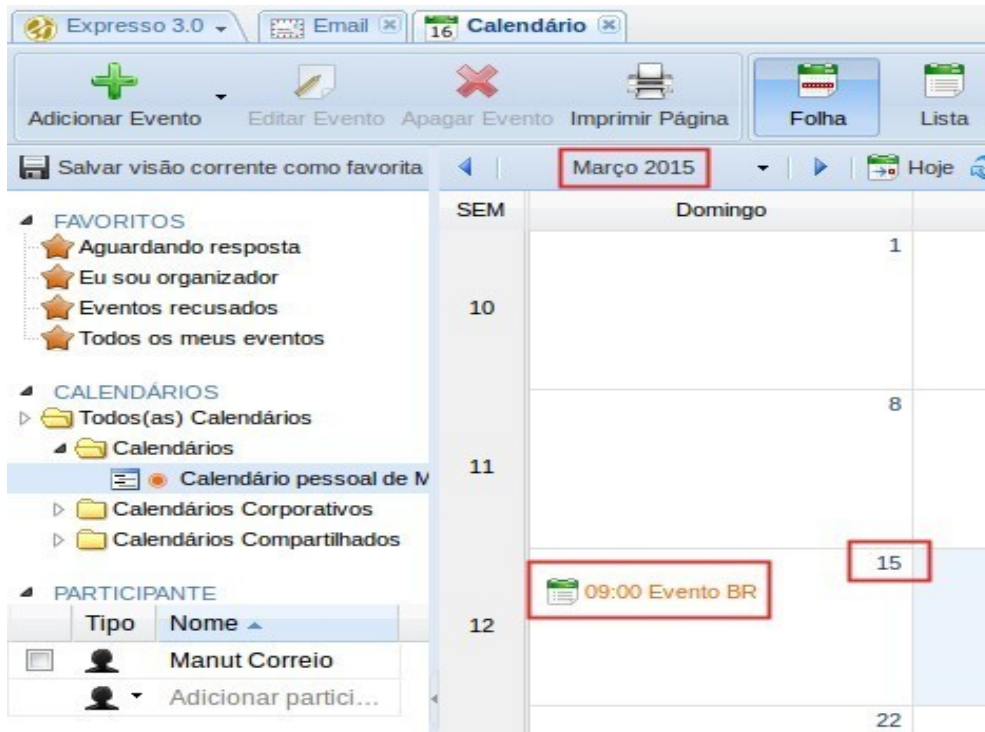 Expresso 3.0
Email
16 Calendário
Adicionar Evento
Editar Evento
Apagar Evento
Imprimir Página
Folha
Lista
Salvar visão corrente como favorita
Março 2015
Hoje
FAVORITOS
Aguardando resposta
Eu sou organizador
Eventos recusados
Todos os meus eventos
CALENDÁRIOS
Todos(as) Calendários
Calendários
Calendário pessoal de M
Calendários Corporativos
Calendários Compartilhados
PARTICIPANTE
Tipo Nome
Manut Correio
Adicionar partici...
SEM Domingo
1
10
8
11
15
09:00 Evento BR
12
22